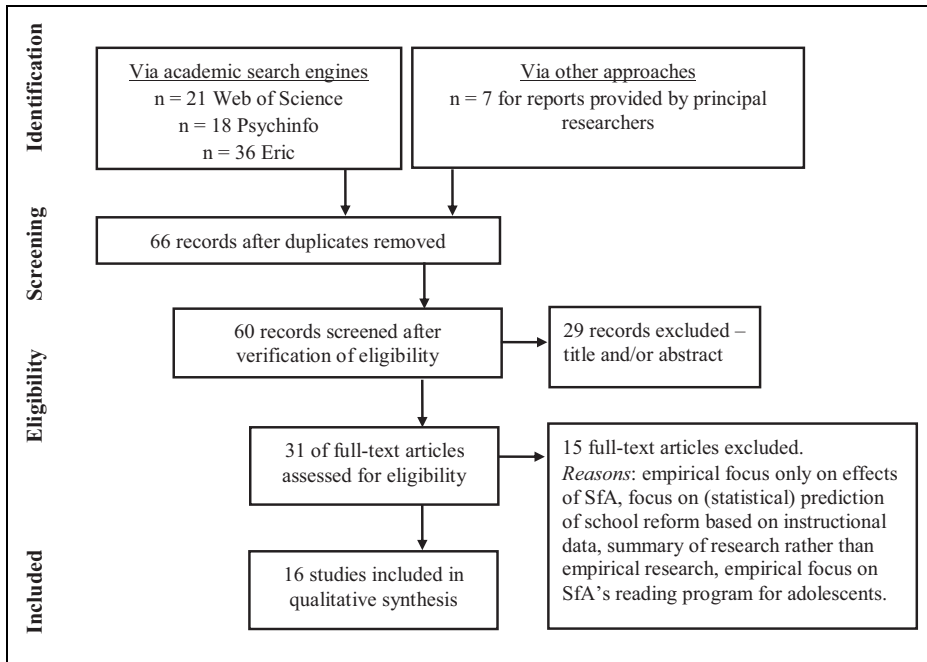 Identification
Via academic search engines
n = 21 Web of Science
n = 18 Psychinfo
n = 36 Eric
Via other approaches
n = 7 for reports provided by principal
researchers
Screening
66 records after duplicates removed
60 records screened after
verification of eligibility
29 records excluded –
title and/or abstract
Eligibility
31 of full-text articles
assessed for eligibility
15 full-text articles excluded.
Reasons: empirical focus only on effects
of SfA, focus on (statistical) prediction
of school reform based on instructional
data, summary of research rather than
empirical research, empirical focus on
SfA’s reading program for adolescents.
Included
16 studies included in
qualitative synthesis